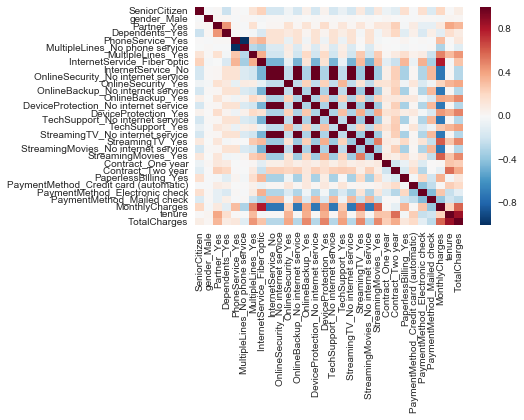 SeniorCitizen
gender_Male
Partner_Yes
Dependents_Yes
PhoneService_Yes
MultipleLines_No phone service
MultipleLines_Yes
InternetService_Fiber optic
InternetService_No
OnlineSecurity_No internet service
OnlineSecurity_Yes
OnlineBackup_No internet service
OnlineBackup_Yes
DeviceProtection_No internet service
DeviceProtection_Yes
TechSupport_No internet service
TechSupport_Yes
StreamingTV_No internet service
StreamingTV_Yes
StreamingMovies_No internet service
StreamingMovies_Yes
Contract_One year
Contract_Two year
PaperlessBilling_Yes
PaymentMethod_Credit card (automatic)
PaymentMethod_Electronic check
PaymentMethod_Mailed check
MonthlyCharges
tenure
TotalCharges
0.8
0.4
0.0
−0.4
−0.8
SeniorCitizen
gender_Male
Partner_Yes
Dependents_Yes
PhoneService_Yes
MultipleLines_No phone service
MultipleLines_Yes
InternetService_Fiber optic
InternetService_No
OnlineSecurity_No internet service
OnlineSecurity_Yes
OnlineBackup_No internet service
OnlineBackup_Yes
DeviceProtection_No internet service
DeviceProtection_Yes
TechSupport_No internet service
TechSupport_Yes
StreamingTV_No internet service
StreamingTV_Yes
StreamingMovies_No internet service
StreamingMovies_Yes
Contract_One year
Contract_Two year
PaperlessBilling_Yes
PaymentMethod_Credit card (automatic)
PaymentMethod_Electronic check
PaymentMethod_Mailed check
MonthlyCharges
tenure
TotalCharges